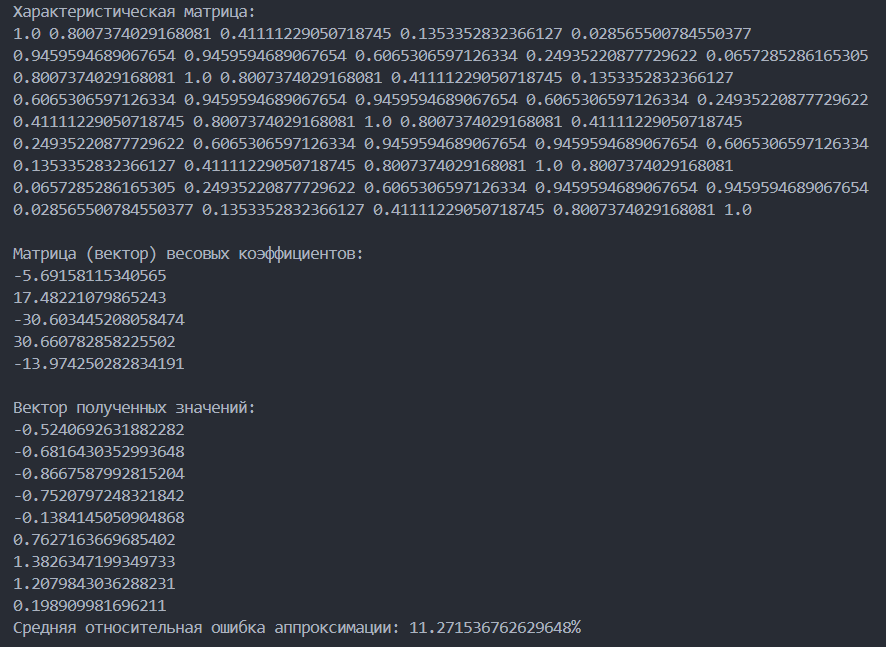 Характеристическая матрица:
1.0 0.8007374029168081 0.41111229050718745 0.1353352832366127 0.028565500784550377
0.9459594689067654 0.9459594689067654 0.6065306597126334 0.24935220877729622 0.0657285286165305
0.8007374029168081 1.0 0.8007374029168081 0.41111229050718745 0.1353352832366127
0.6065306597126334 0.9459594689067654 0.9459594689067654 0.6065306597126334 0.24935220877729622
0.41111229050718745 0.8007374029168081 1.0 0.8007374029168081 0.41111229050718745
0.24935220877729622 0.6065306597126334 0.9459594689067654 0.9459594689067654 0.6065306597126334
0.1353352832366127 0.41111229050718745 0.8007374029168081 1.0 0.8007374029168081
0.0657285286165305 0.24935220877729622 0.6065306597126334 0.9459594689067654 0.9459594689067654
0.028565500784550377 0.1353352832366127 0.41111229050718745 0.8007374029168081 1.0
Матрица (вектор) весовых коэффициентов:
-5.69158115340565
17.48221079865243
-30.603445208058474
30.660782858225502
-13.974250282834191
Вектор полученных значений:
-0.5240692631882282
-0.6816430352993648
-0.8667587992815204
-0.7520797248321842
-0.1384145050904868
0.7627163669685402
1.3826347199349733
1.2079843036288231
0.198909981696211
Средняя относительная ошибка аппроксимации: 11.271536762629648%